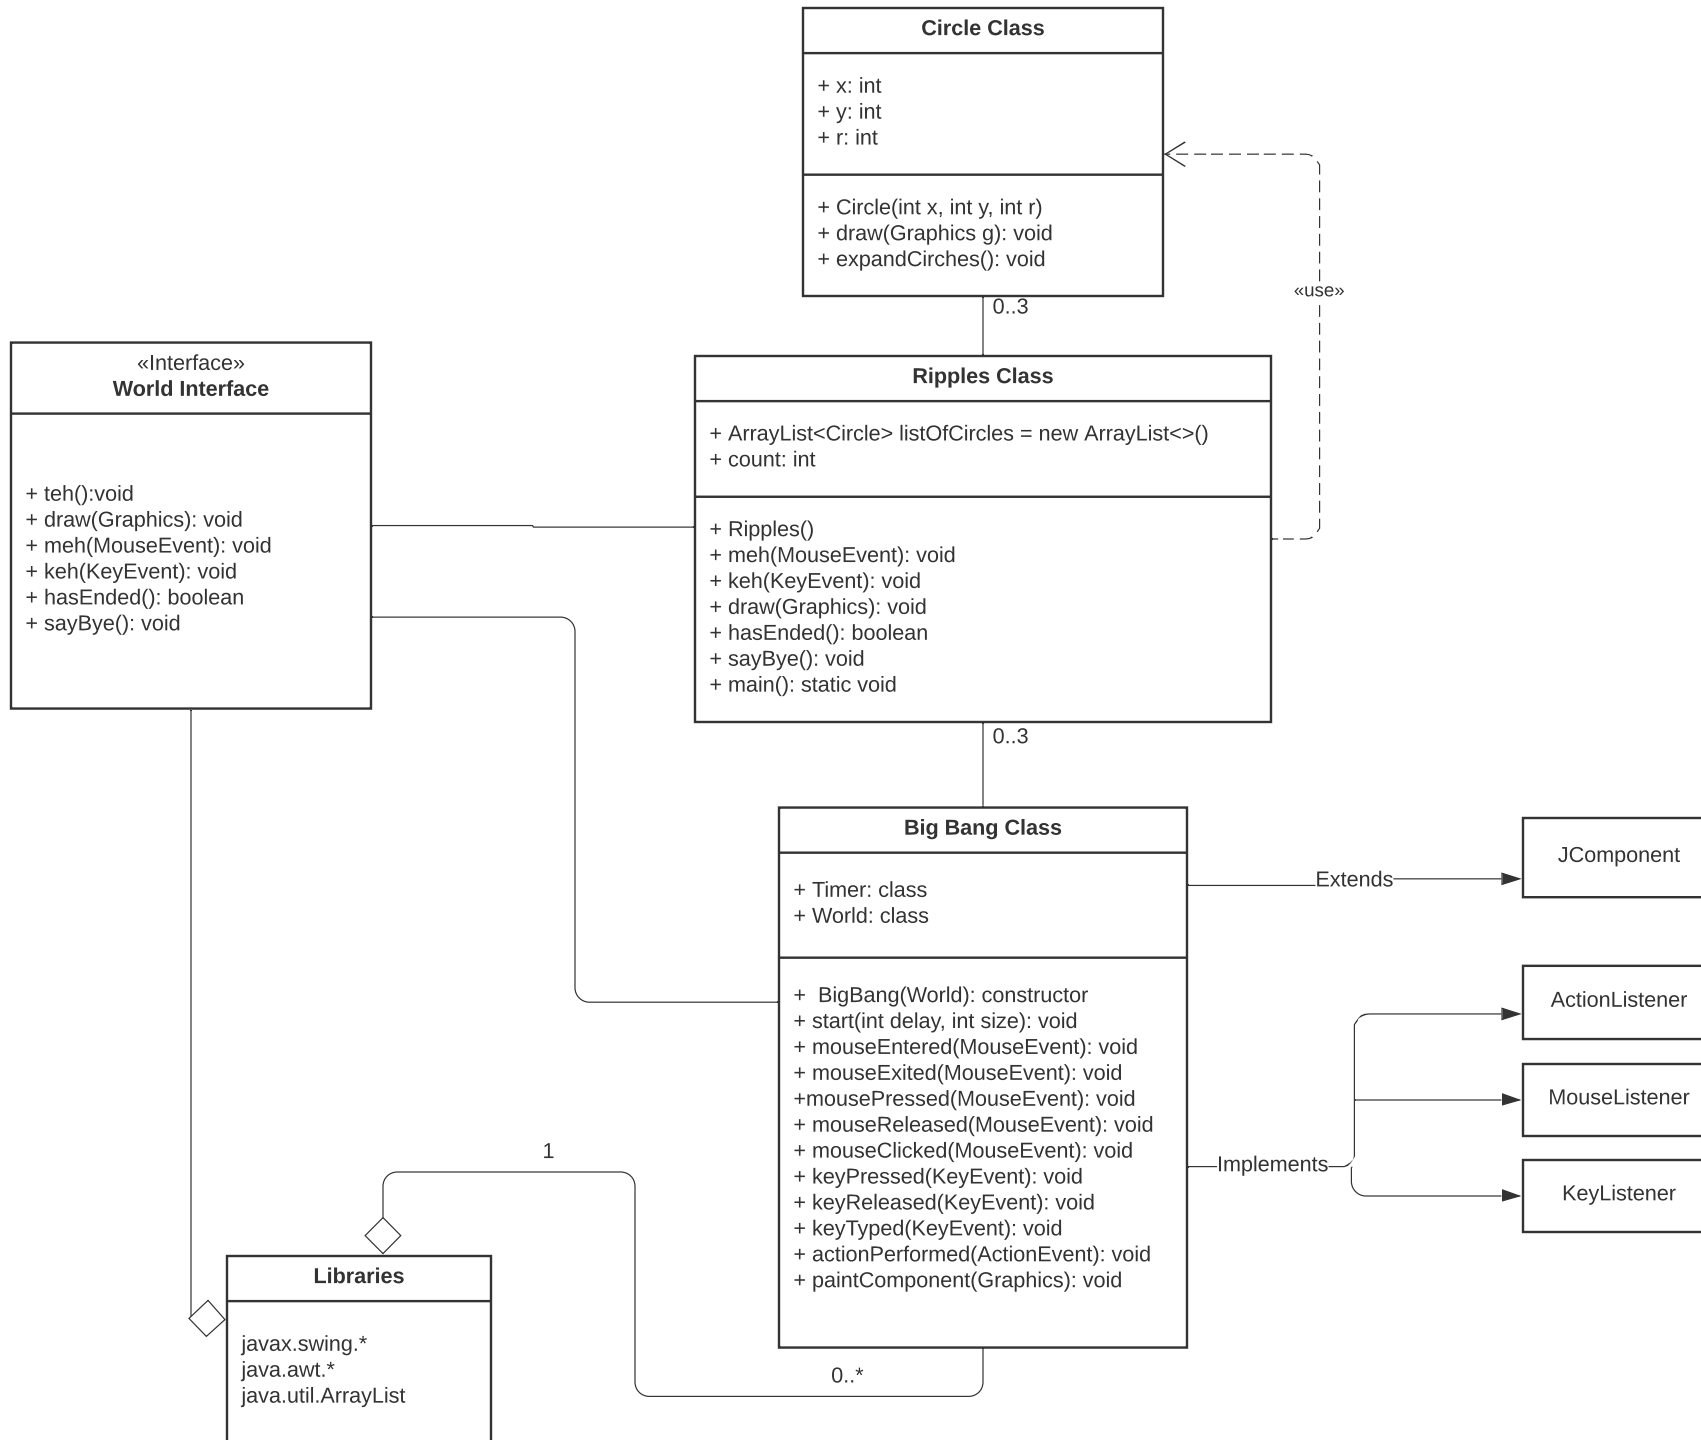 Circle Class
+ x: int
+ y: int
+ r: int
+ Circle(int x, int y, int r)
+ draw(Graphics g): void
+ expandCirches(): void
0..3
«use»
«Interface»
World Interface
+ teh():void
+ draw(Graphics): void
+ meh(MouseEvent): void
+ keh(KeyEvent): void
+ hasEnded(): boolean
+ sayBye(): void
Ripples Class
+ ArrayList<Circle> listOfCircles = new ArrayList<>()
+ count: int
+ Ripples()
+ meh(MouseEvent): void
+ keh(KeyEvent): void
+ draw(Graphics): void
+ hasEnded(): boolean
+ sayBye(): void
+ main(): static void
0..3
Big Bang Class
+ Timer: class
+ World: class
+  BigBang(World): constructor
+ start(int delay, int size): void
+ mouseEntered(MouseEvent): void
+ mouseExited(MouseEvent): void
+mousePressed(MouseEvent): void
+ mouseReleased(MouseEvent): void
+ mouseClicked(MouseEvent): void
+ keyPressed(KeyEvent): void
+ keyReleased(KeyEvent): void
+ keyTyped(KeyEvent): void
+ actionPerformed(ActionEvent): void
+ paintComponent(Graphics): void
Extends
JComponent
Implements
ActionListener
MouseListener
KeyListener
1
0..*
Libraries
javax.swing.*
java.awt.*
java.util.ArrayList